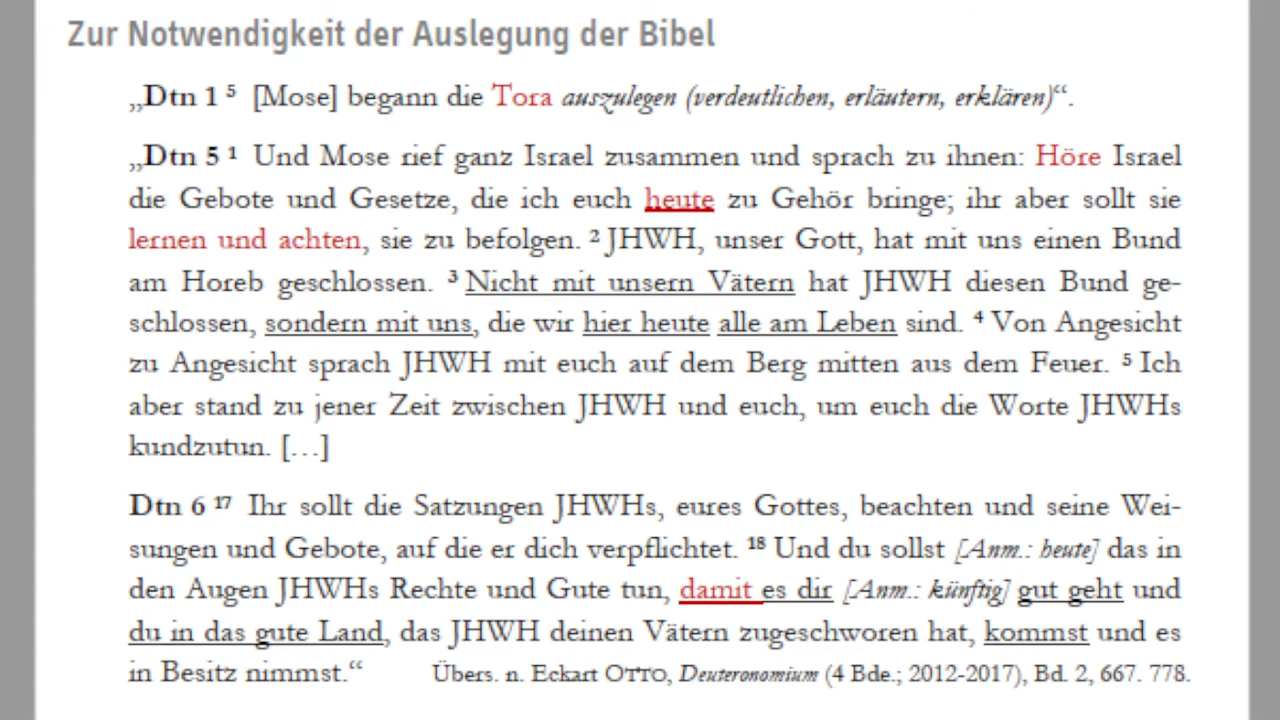 Zur Notwendigkeit der Auslegung der Bibel
„Dtn 1 ⁵ [Mose] begann die Tora auszulegen (verdeutlichen, erläutern, erklären)“.
„Dtn 5 ¹ Und Mose rief ganz Israel zusammen und sprach zu ihnen: Höre Israel
die Gebote und Gesetze, die ich euch heute zu Gehör bringe; ihr aber sollt sie
lernen und achten, sie zu befolgen. ² JHWH, unser Gott, hat mit uns einen Bund
am Horeb geschlossen. ³ Nicht mit unsern Vätern hat JHWH diesen Bund ge-
schlossen, sondern mit uns, die wir hier heute alle am Leben sind. ⁴ Von Angesicht
zu Angesicht sprach JHWH mit euch auf dem Berg mitten aus dem Feuer. ⁵ Ich
aber stand zu jener Zeit zwischen JHWH und euch, um euch die Worte JHWHs
kundzutun. […]
Dtn 6 ¹⁷ Ihr sollt die Satzungen JHWHs, eures Gottes, beachten und seine Wei-
sungen und Gebote, auf die er dich verpflichtet. ¹⁸ Und du sollst [Anm.: heute] das in
den Augen JHWHs Rechte und Gute tun, damit es dir [Anm.: künftig] gut geht und
du in das gute Land, das JHWH deinen Vätern zugeschworen hat, kommst und es
in Besitz nimmst.“ Übers. n. Eckart OTTO, Deuteronomium (4 Bde.; 2012-2017), Bd. 2, 667. 778.